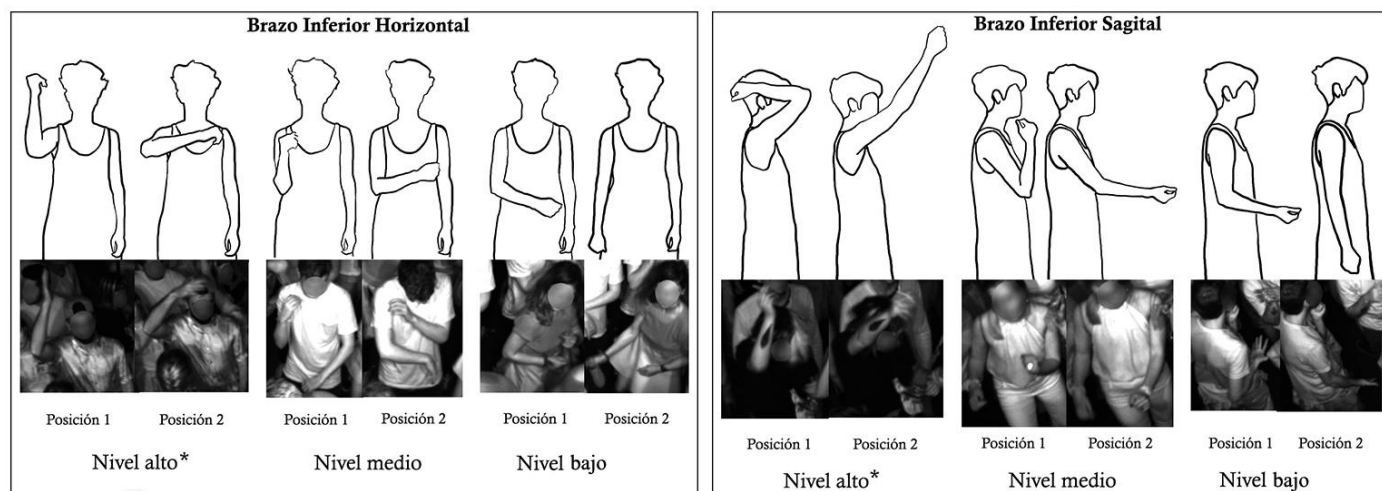 Brazo Inferior Horizontal
Posición 1
Posición 2
Posición 1
Posición 2
Posición 1
Posición 2
Nivel alto*
Nivel medio
Nivel bajo
Brazo Inferior Sagital
Posición 1
Posición 2
Posición 1
Posición 2
Posición 1
Posición 2
Nivel alto*
Nivel medio
Nivel bajo